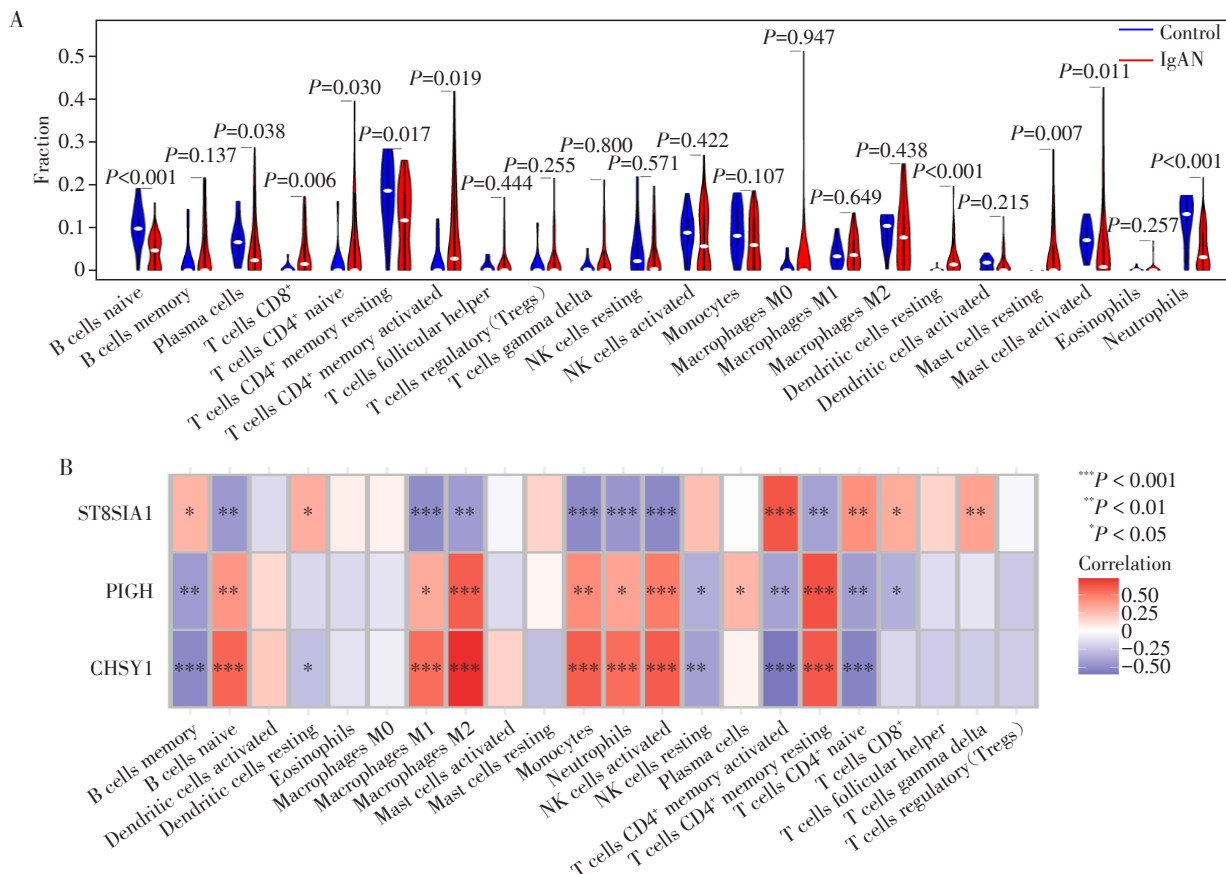 A
Control
IgAN
Fraction
0.5
0.4
0.3
0.2
0.1
0
P<0.001
P=0.137
P=0.038
P=0.006
P=0.030
P=0.017
P=0.019
P=0.444
P=0.255
P=0.800
P=0.571
P=0.422
P=0.107
P=0.947
P=0.649
P=0.438
P<0.001
P=0.215
P=0.007
P=0.011
P=0.257
P<0.001
B cells naive
B cells memory
Plasma cells
T cells CD8⁺
T cells CD4⁺ naive
T cells CD4⁺ memory resting
T cells CD4⁺ memory activated
T cells follicular helper
T cells regulatory(Tregs)
T cells gamma delta
NK cells resting
NK cells activated
Monocytes
Macrophages M0
Macrophages M1
Macrophages M2
Dendritic cells resting
Dendritic cells activated
Mast cells resting
Mast cells activated
Eosinophils
Neutrophils
B
ST8SIA1
* ** * *** ** *** *** *** *** ** ** * **
PIGH
** ** * *** ** * *** * * ** *** ** *
CHSY1
*** *** * *** *** *** *** *** ** *** *** ***
***P < 0.001
**P < 0.01
*P < 0.05
Correlation
0.50
0.25
0
−0.25
−0.50
B cells memory
B cells naive
Dendritic cells activated
Dendritic cells resting
Eosinophils
Macrophages M0
Macrophages M1
Macrophages M2
Mast cells activated
Mast cells resting
Monocytes
Neutrophils
NK cells activated
NK cells resting
Plasma cells
T cells CD4⁺ memory activated
T cells CD4⁺ memory resting
T cells CD4⁺ naive
T cells CD8⁺
T cells follicular helper
T cells gamma delta
T cells regulatory(Tregs)